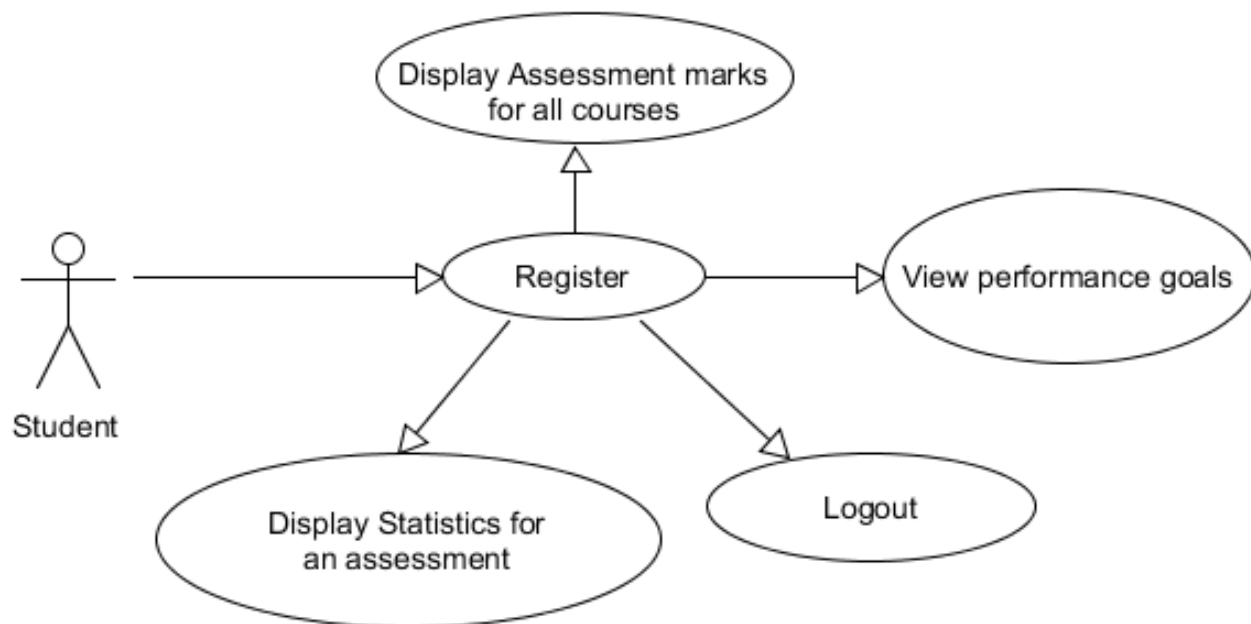 Display Assessment marks
for all courses
Register
View performance goals
Student
Display Statistics for
an assessment
Logout